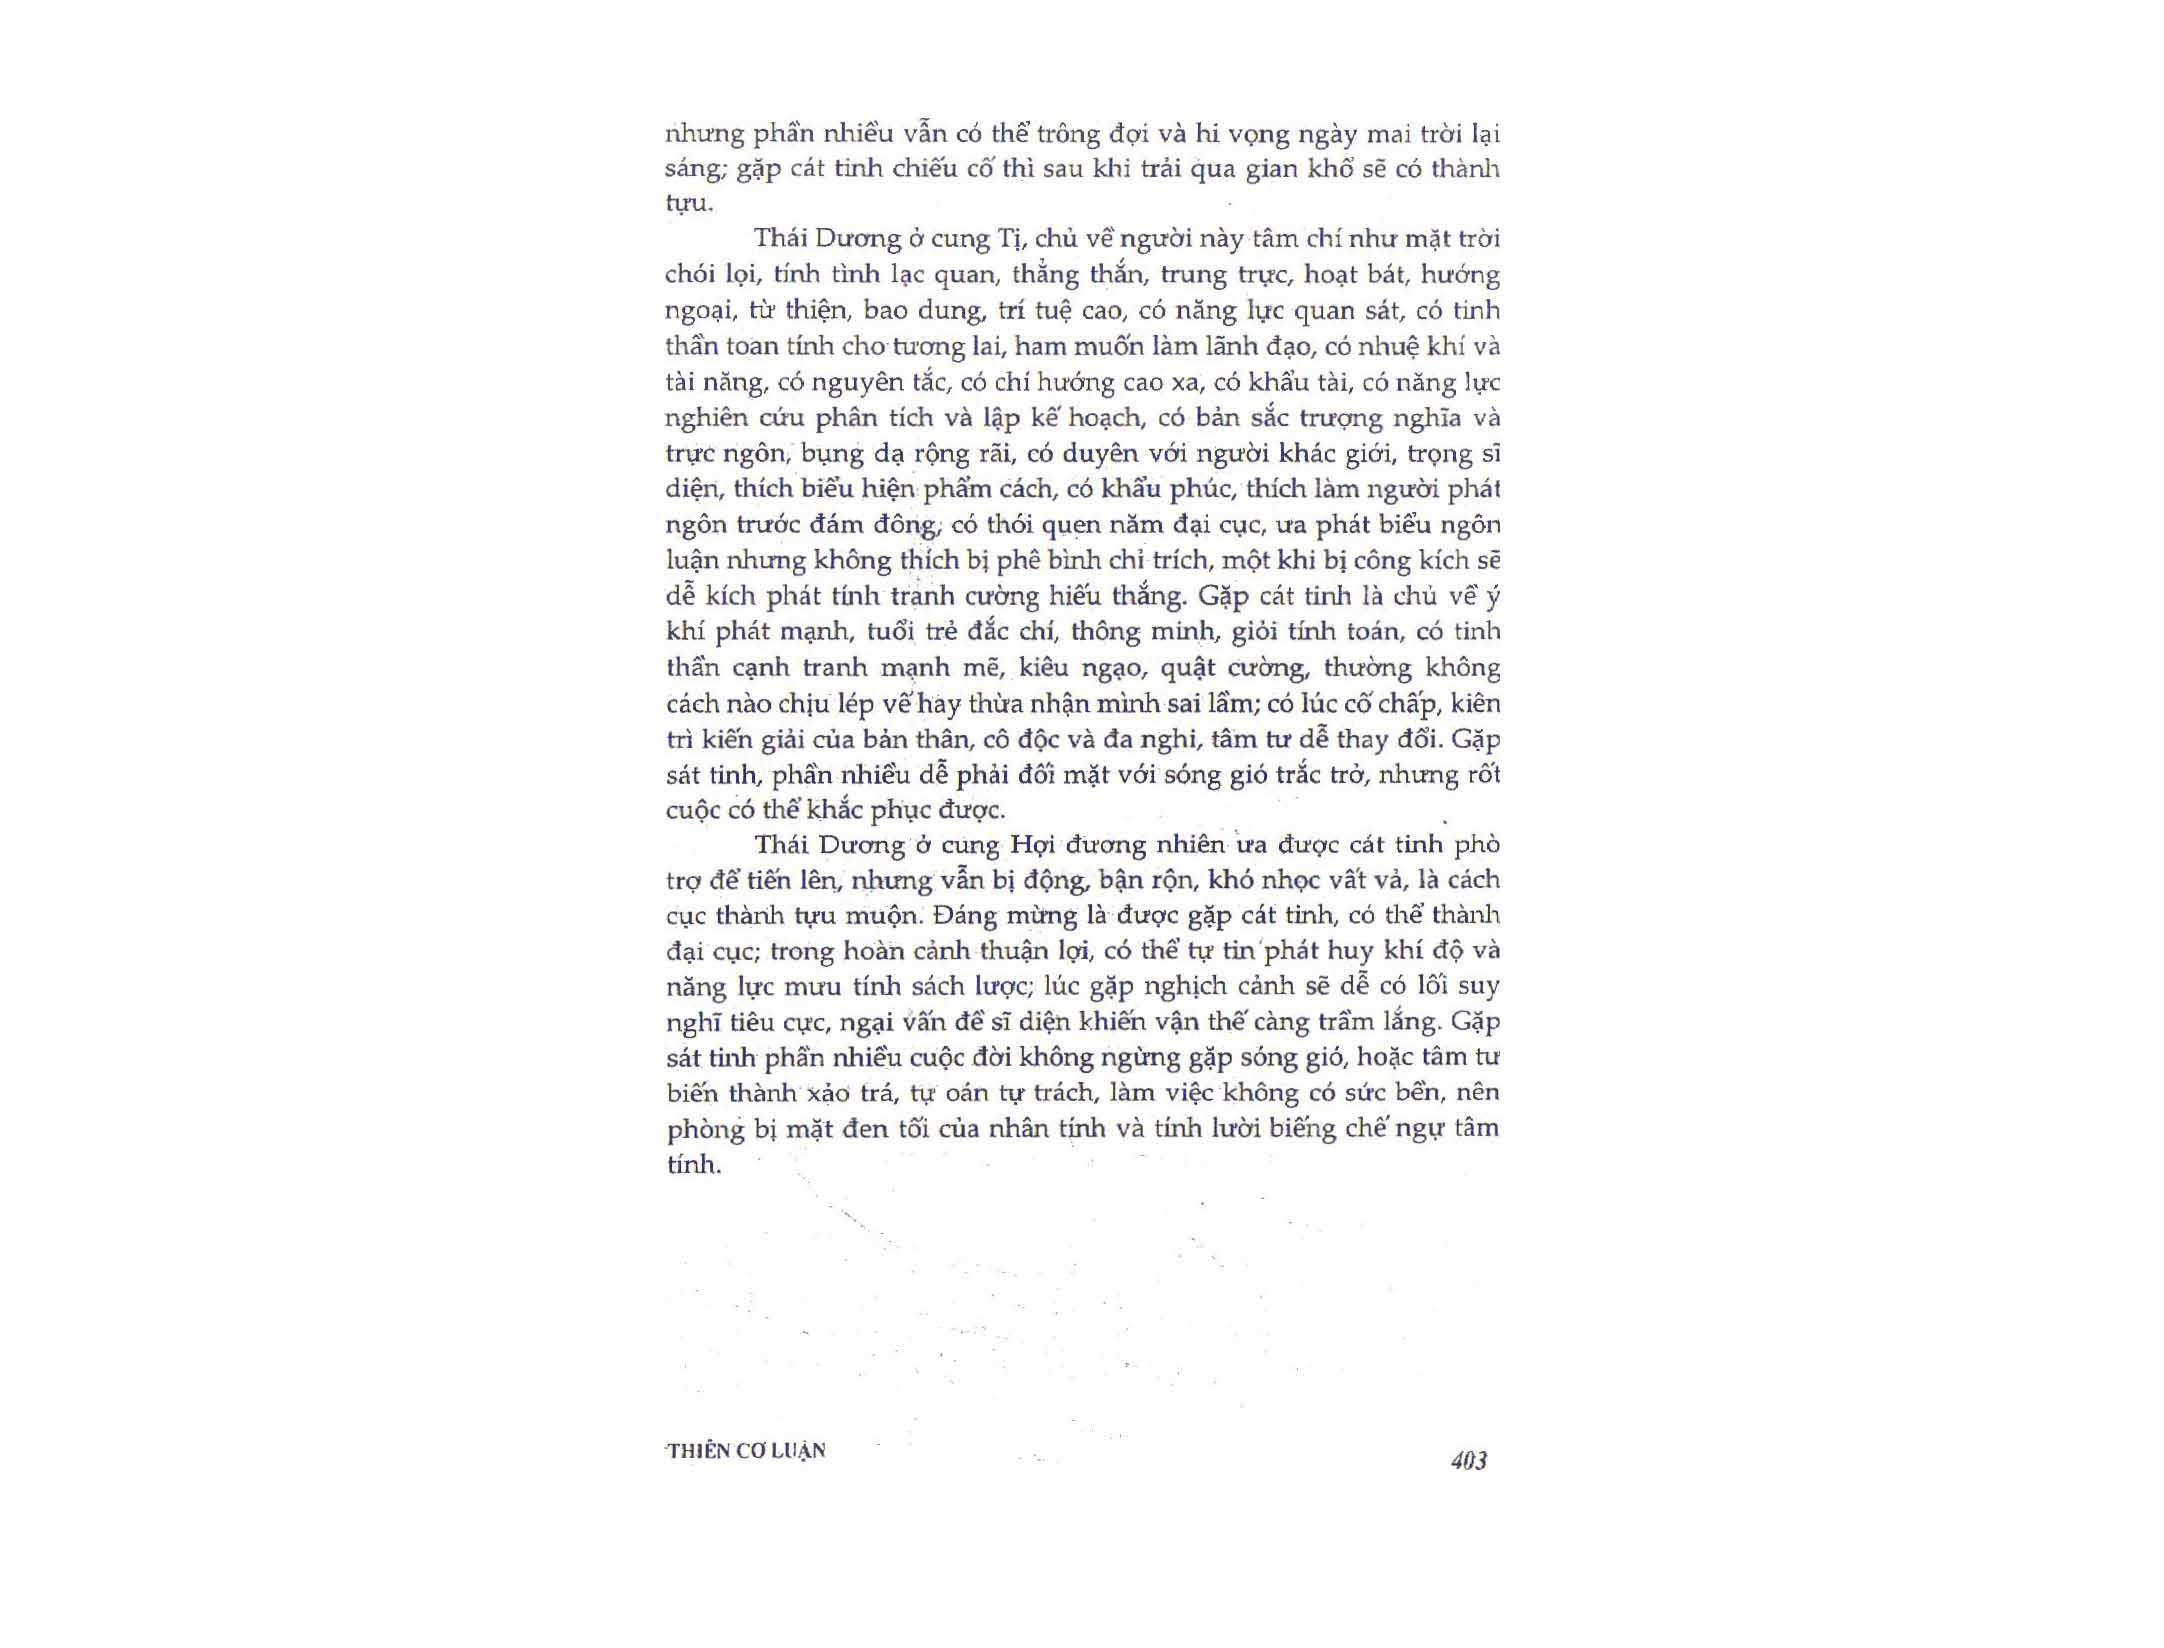 nhưng phần nhiều vẫn có thể trông đợi và hi vọng ngày mai trời lại
sáng; gặp cát tinh chiếu cố thì sau khi trải qua gian khổ sẽ có thành
tựu.
Thái Dương ở cung Tị, chủ về người này tâm chí như mặt trời
chói lọi, tính tình lạc quan, thẳng thắn, trung trực, hoạt bát, hướng
ngoại, từ thiện, bao dung, trí tuệ cao, có năng lực quan sát, có tinh
thần toan tính cho tương lai, ham muốn làm lãnh đạo, có nhuệ khí và
tài năng, có nguyên tắc, có chí hướng cao xa, có khẩu tài, có năng lực
nghiên cứu phân tích và lập kế hoạch, có bản sắc trượng nghĩa và
trực ngôn, bụng dạ rộng rãi, có duyên với người khác giới, trọng sĩ
diện, thích biểu hiện phẩm cách, có khẩu phúc, thích làm người phát
ngôn trước đám đông, có thói quen năm đại cục, ưa phát biểu ngôn
luận nhưng không thích bị phê bình chỉ trích, một khi bị công kích sẽ
dễ kích phát tính tranh cường hiếu thắng. Gặp cát tinh là chủ về ý
khí phát mạnh, tuổi trẻ đắc chí, thông minh, giỏi tính toán, có tinh
thần cạnh tranh mạnh mẽ, kiêu ngạo, quật cường, thường không
cách nào chịu lép vế hay thừa nhận mình sai lầm; có lúc cố chấp, kiên
trì kiến giải của bản thân, cô độc và đa nghi, tâm tư dễ thay đổi. Gặp
sát tinh, phần nhiều dễ phải đối mặt với sóng gió trắc trở, nhưng rốt
cuộc có thể khắc phục được.
Thái Dương ở cung Hợi đương nhiên ưa được cát tinh phò
trợ để tiến lên, nhưng vẫn bị động, bận rộn, khó nhọc vất vả, là cách
cục thành tựu muộn. Đáng mừng là được gặp cát tinh, có thể thành
đại cục; trong hoàn cảnh thuận lợi, có thể tự tin phát huy khí độ và
năng lực mưu tính sách lược; lúc gặp nghịch cảnh sẽ dễ có lối suy
nghĩ tiêu cực, ngại vấn đề sĩ diện khiến vận thế càng trầm lắng. Gặp
sát tinh phần nhiều cuộc đời không ngừng gặp sóng gió, hoặc tâm tư
biến thành xảo trá, tự oán tự trách, làm việc không có sức bền, nên
phòng bị mặt đen tối của nhân tính và tính lười biếng chế ngự tâm
tính.
THIÊN CƠ LUẬN
403